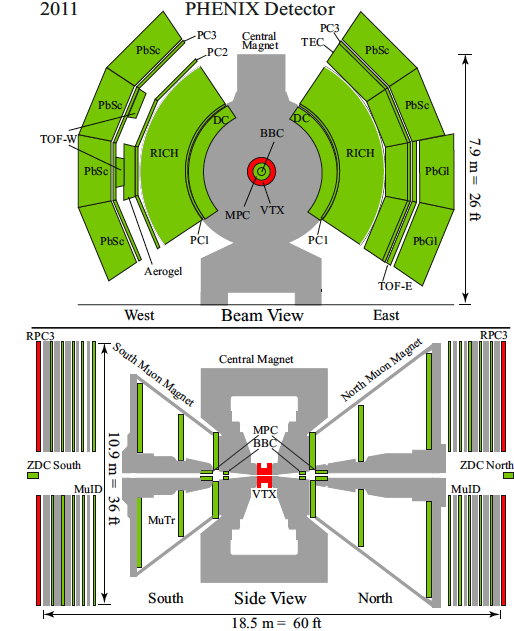 2011
PHENIX Detector
PC3
PC2
Central
Magnet
PC3
TEC
PbSc
PbSc
PbSc
PbSc
DC
DC
BBC
TOF-W
RICH
RICH
PbSc
PbGl
MPC
VTX
PbSc
PC1
PC1
PbGl
Aerogel
TOF-E
7.9 m = 26 ft
West
Beam View
East
RPC3
RPC3
South Muon Magnet
Central Magnet
North Muon Magnet
10.9 m = 36 ft
MPC
BBC
ZDC South
ZDC North
MuID
VTX
MuID
MuTr
South
Side View
North
18.5 m = 60 ft